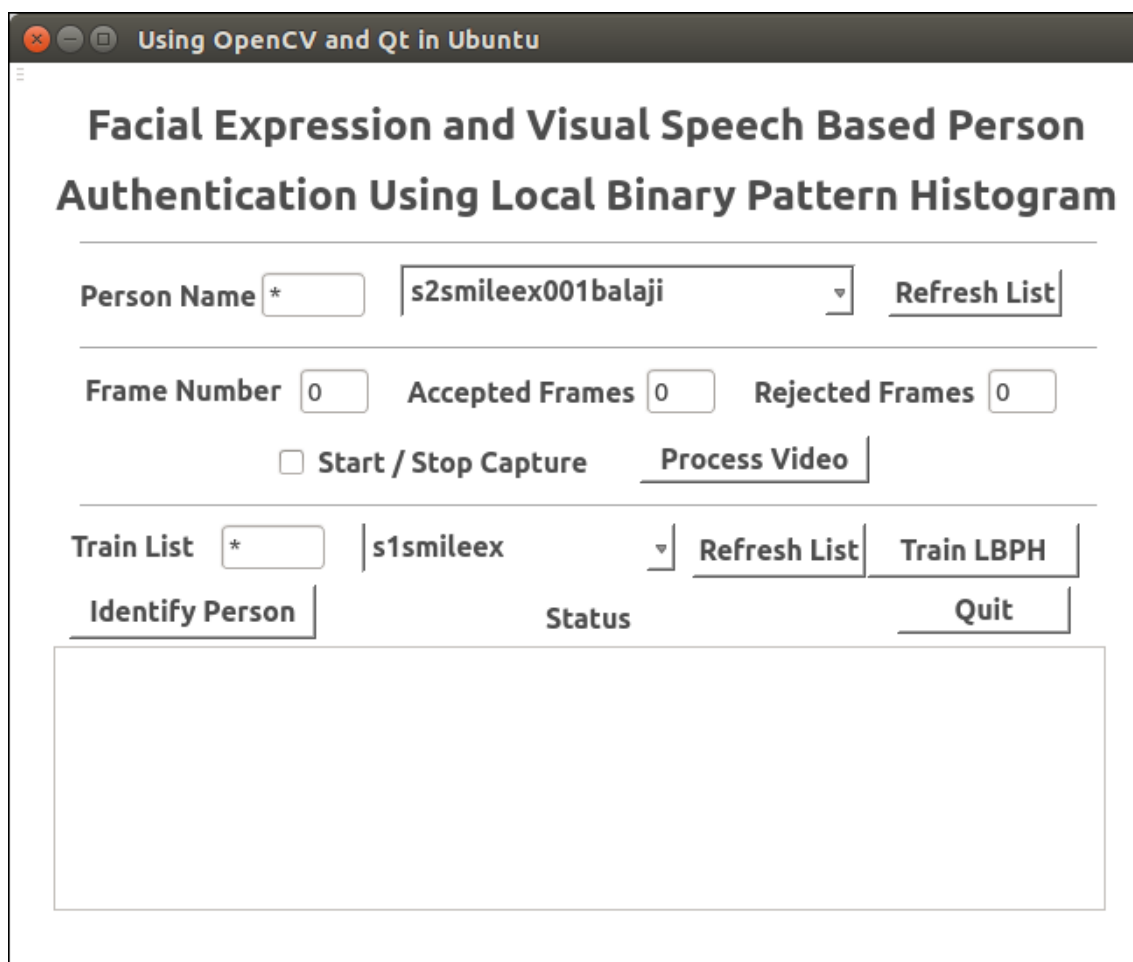 Using OpenCV and Qt in Ubuntu
Facial Expression and Visual Speech Based Person
Authentication Using Local Binary Pattern Histogram
Person Name * s2smileex001balaji Refresh List
Frame Number 0 Accepted Frames 0 Rejected Frames 0
Start / Stop Capture Process Video
Train List * s1smileex Refresh List Train LBPH
Identify Person Status Quit